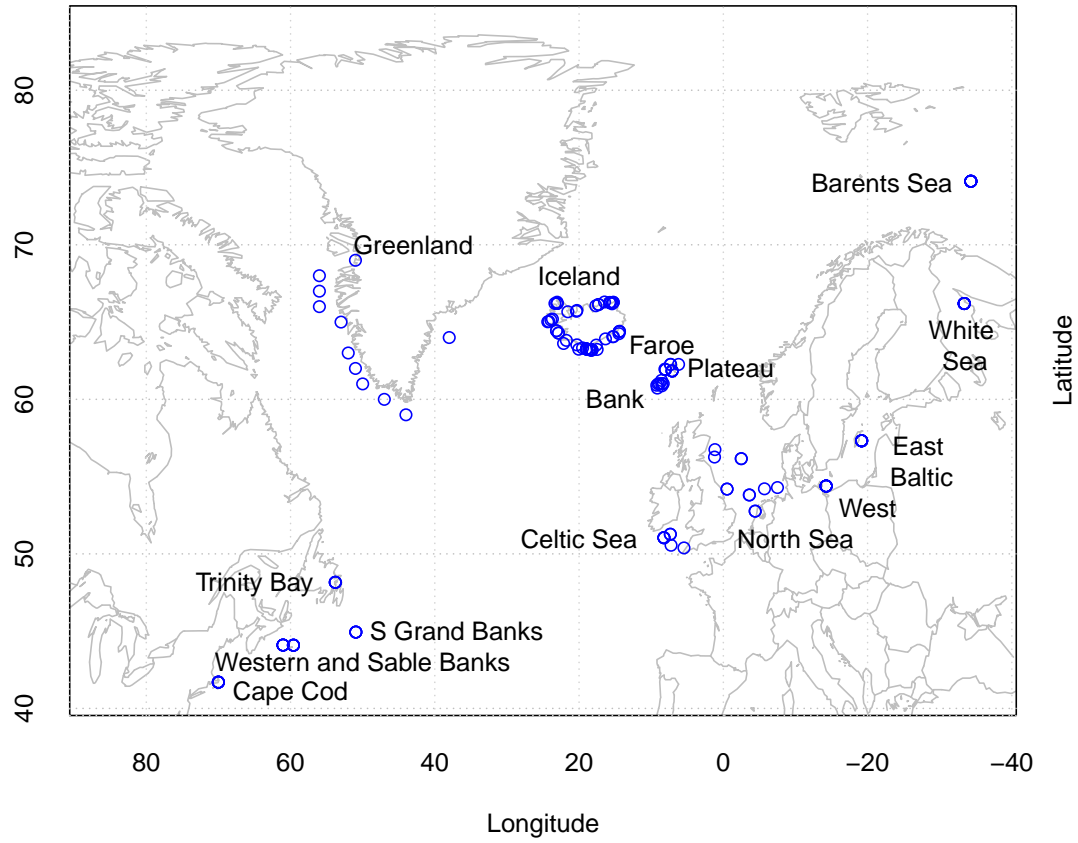 80
70
60
50
40
Latitude
Barents Sea
Greenland
Iceland
White
Sea
Faroe
Plateau
Bank
East
Baltic
West
North Sea
Celtic Sea
Trinity Bay
S Grand Banks
Western and Sable Banks
Cape Cod
80 60 40 20 0 −20 −40
Longitude